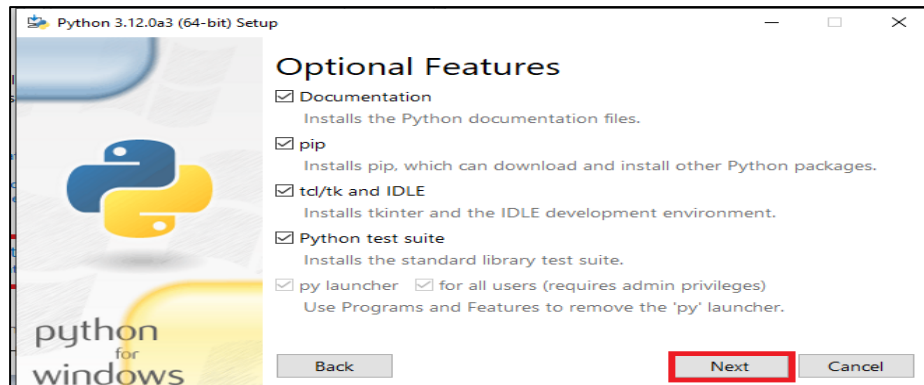 Python 3.12.0a3 (64-bit) Setup
Optional Features
Documentation
Installs the Python documentation files.
pip
Installs pip, which can download and install other Python packages.
tcl/tk and IDLE
Installs tkinter and the IDLE development environment.
Python test suite
Installs the standard library test suite.
py launcher for all users (requires admin privileges)
Use Programs and Features to remove the 'py' launcher.
python
for
windows
Back Next Cancel